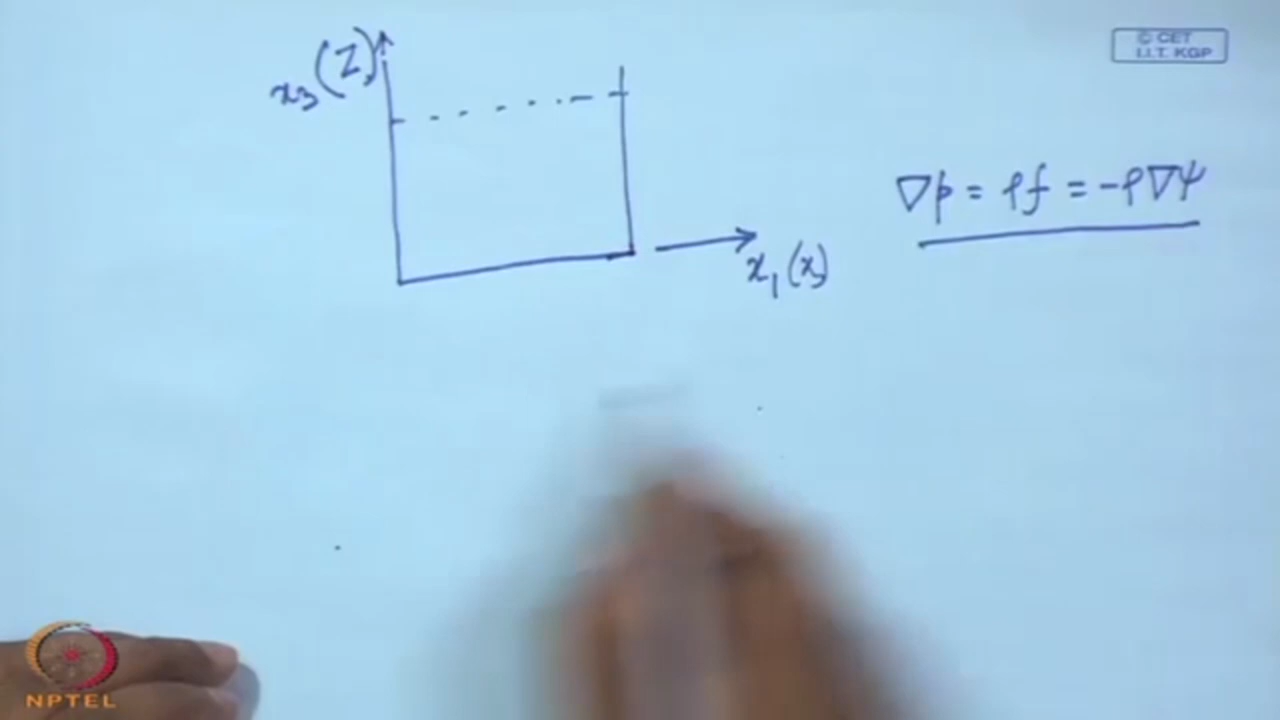 x₃(Z)
© CET
I.I.T. KGP
∇p = ρf = -ρ∇ψ
x₁(x)
NPTEL